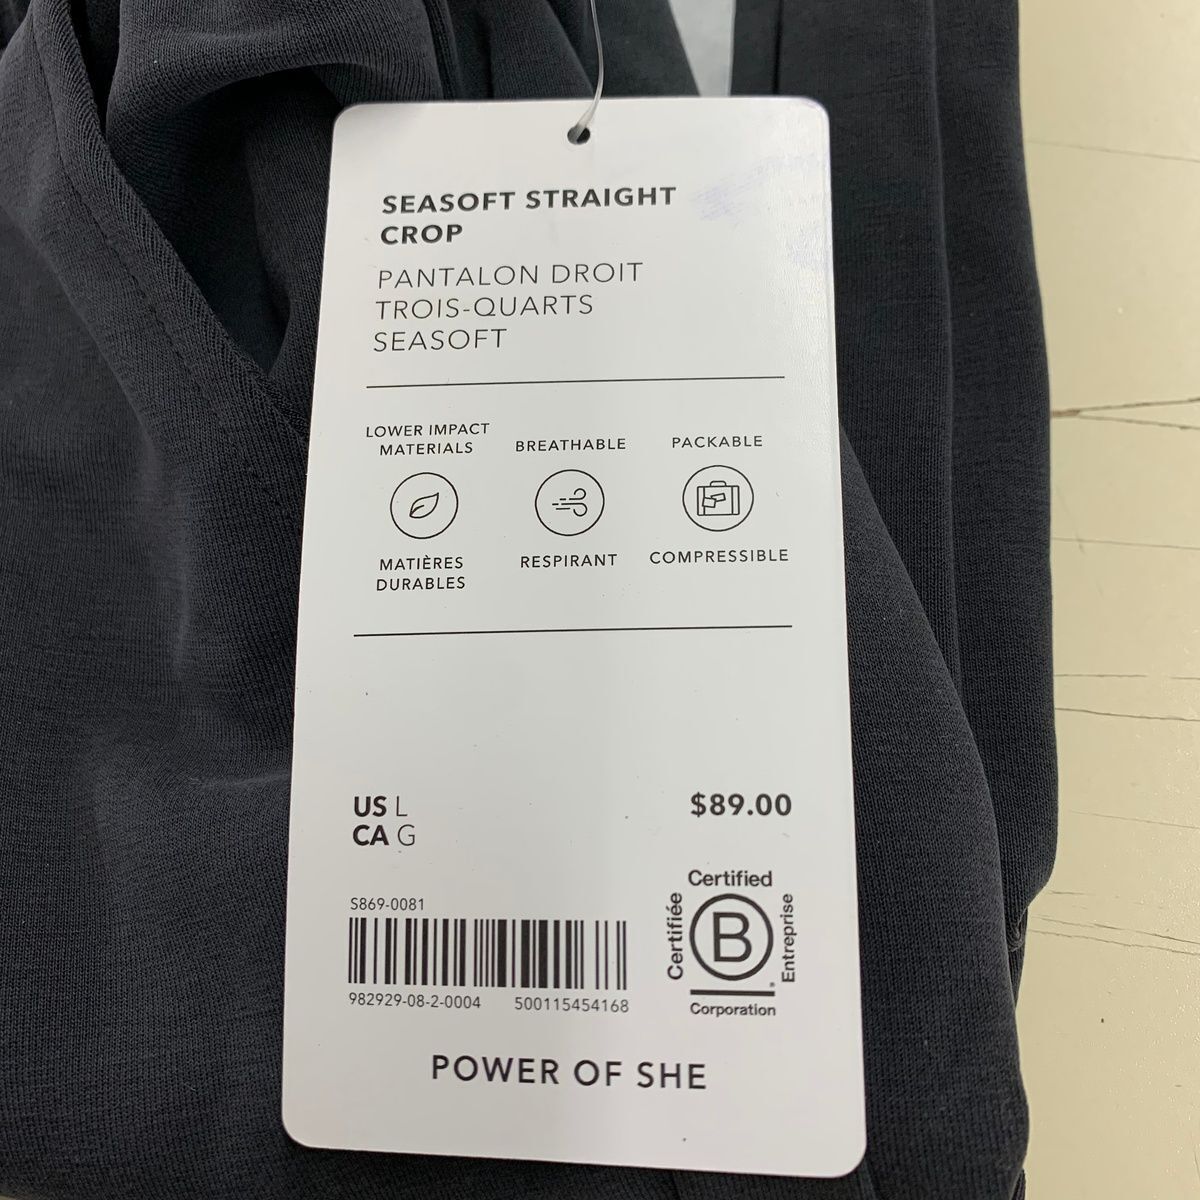 SEASOFT STRAIGHT
CROP
PANTALON DROIT
TROIS-QUARTS
SEASOFT
LOWER IMPACT
MATERIALS
MATIÈRES
DURABLES
BREATHABLE
RESPIRANT
PACKABLE
COMPRESSIBLE
US L
CA G
$89.00
S869-0081
982929-08-2-0004 500115454168
Certified
Certifiée
B
Entreprise
Corporation
POWER OF SHE